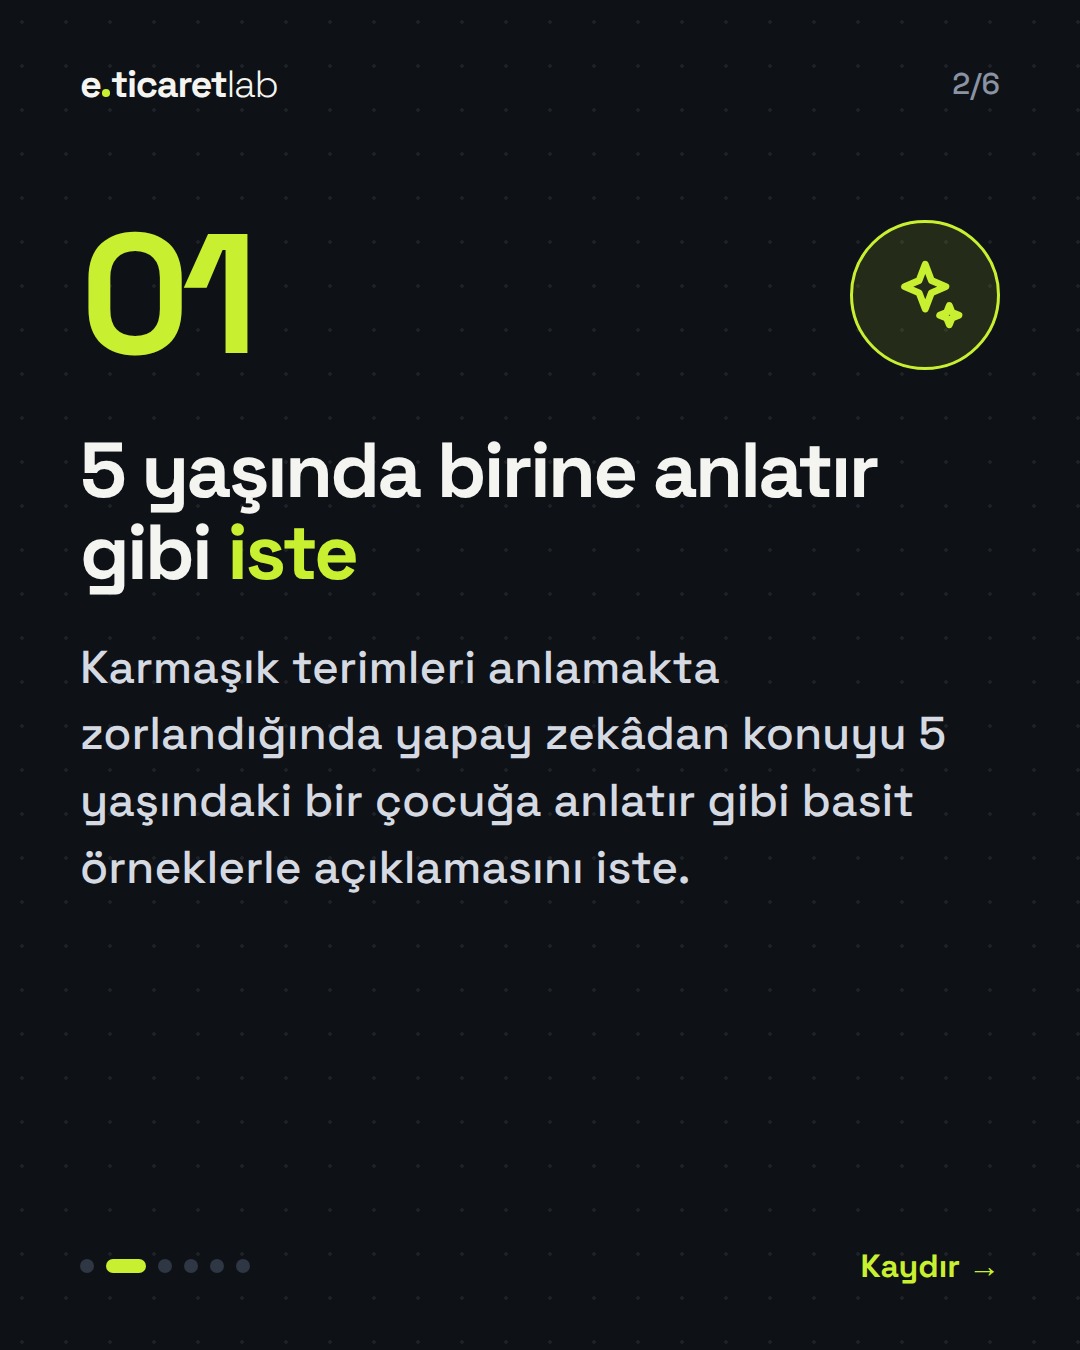 e.ticaretlab
2/6
01
5 yaşında birine anlatır
gibi iste
Karmaşık terimleri anlamakta
zorlandığında yapay zekâdan konuyu 5
yaşındaki bir çocuğa anlatır gibi basit
örneklerle açıklamasını iste.
Kaydır →